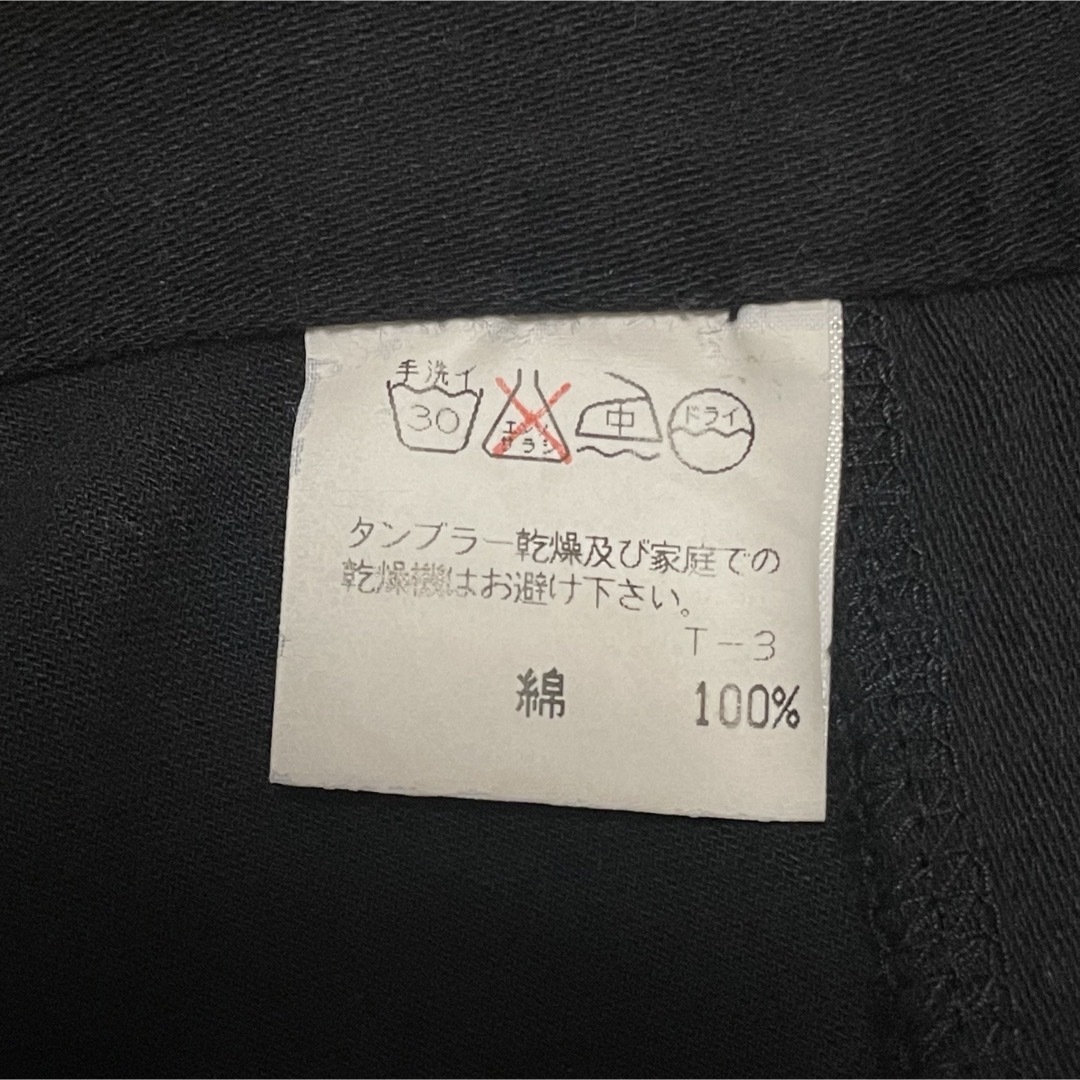 手洗イ
30
エンソ
サラシ
中
ドライ
タンブラー乾燥及び家庭での
乾燥機はお避け下さい。
T-3
綿 100%